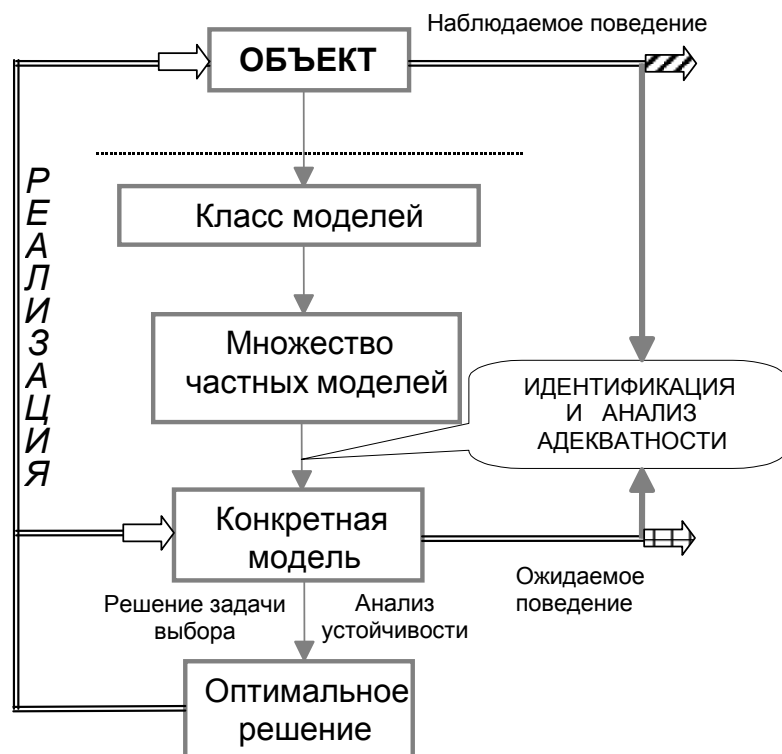 Наблюдаемое поведение
ОБЪЕКТ
РЕАЛИЗАЦИЯ
Класс моделей
Множество
частных моделей
ИДЕНТИФИКАЦИЯ
И АНАЛИЗ
АДЕКВАТНОСТИ
Конкретная
модель
Ожидаемое
поведение
Решение задачи
выбора
Анализ
устойчивости
Оптимальное
решение